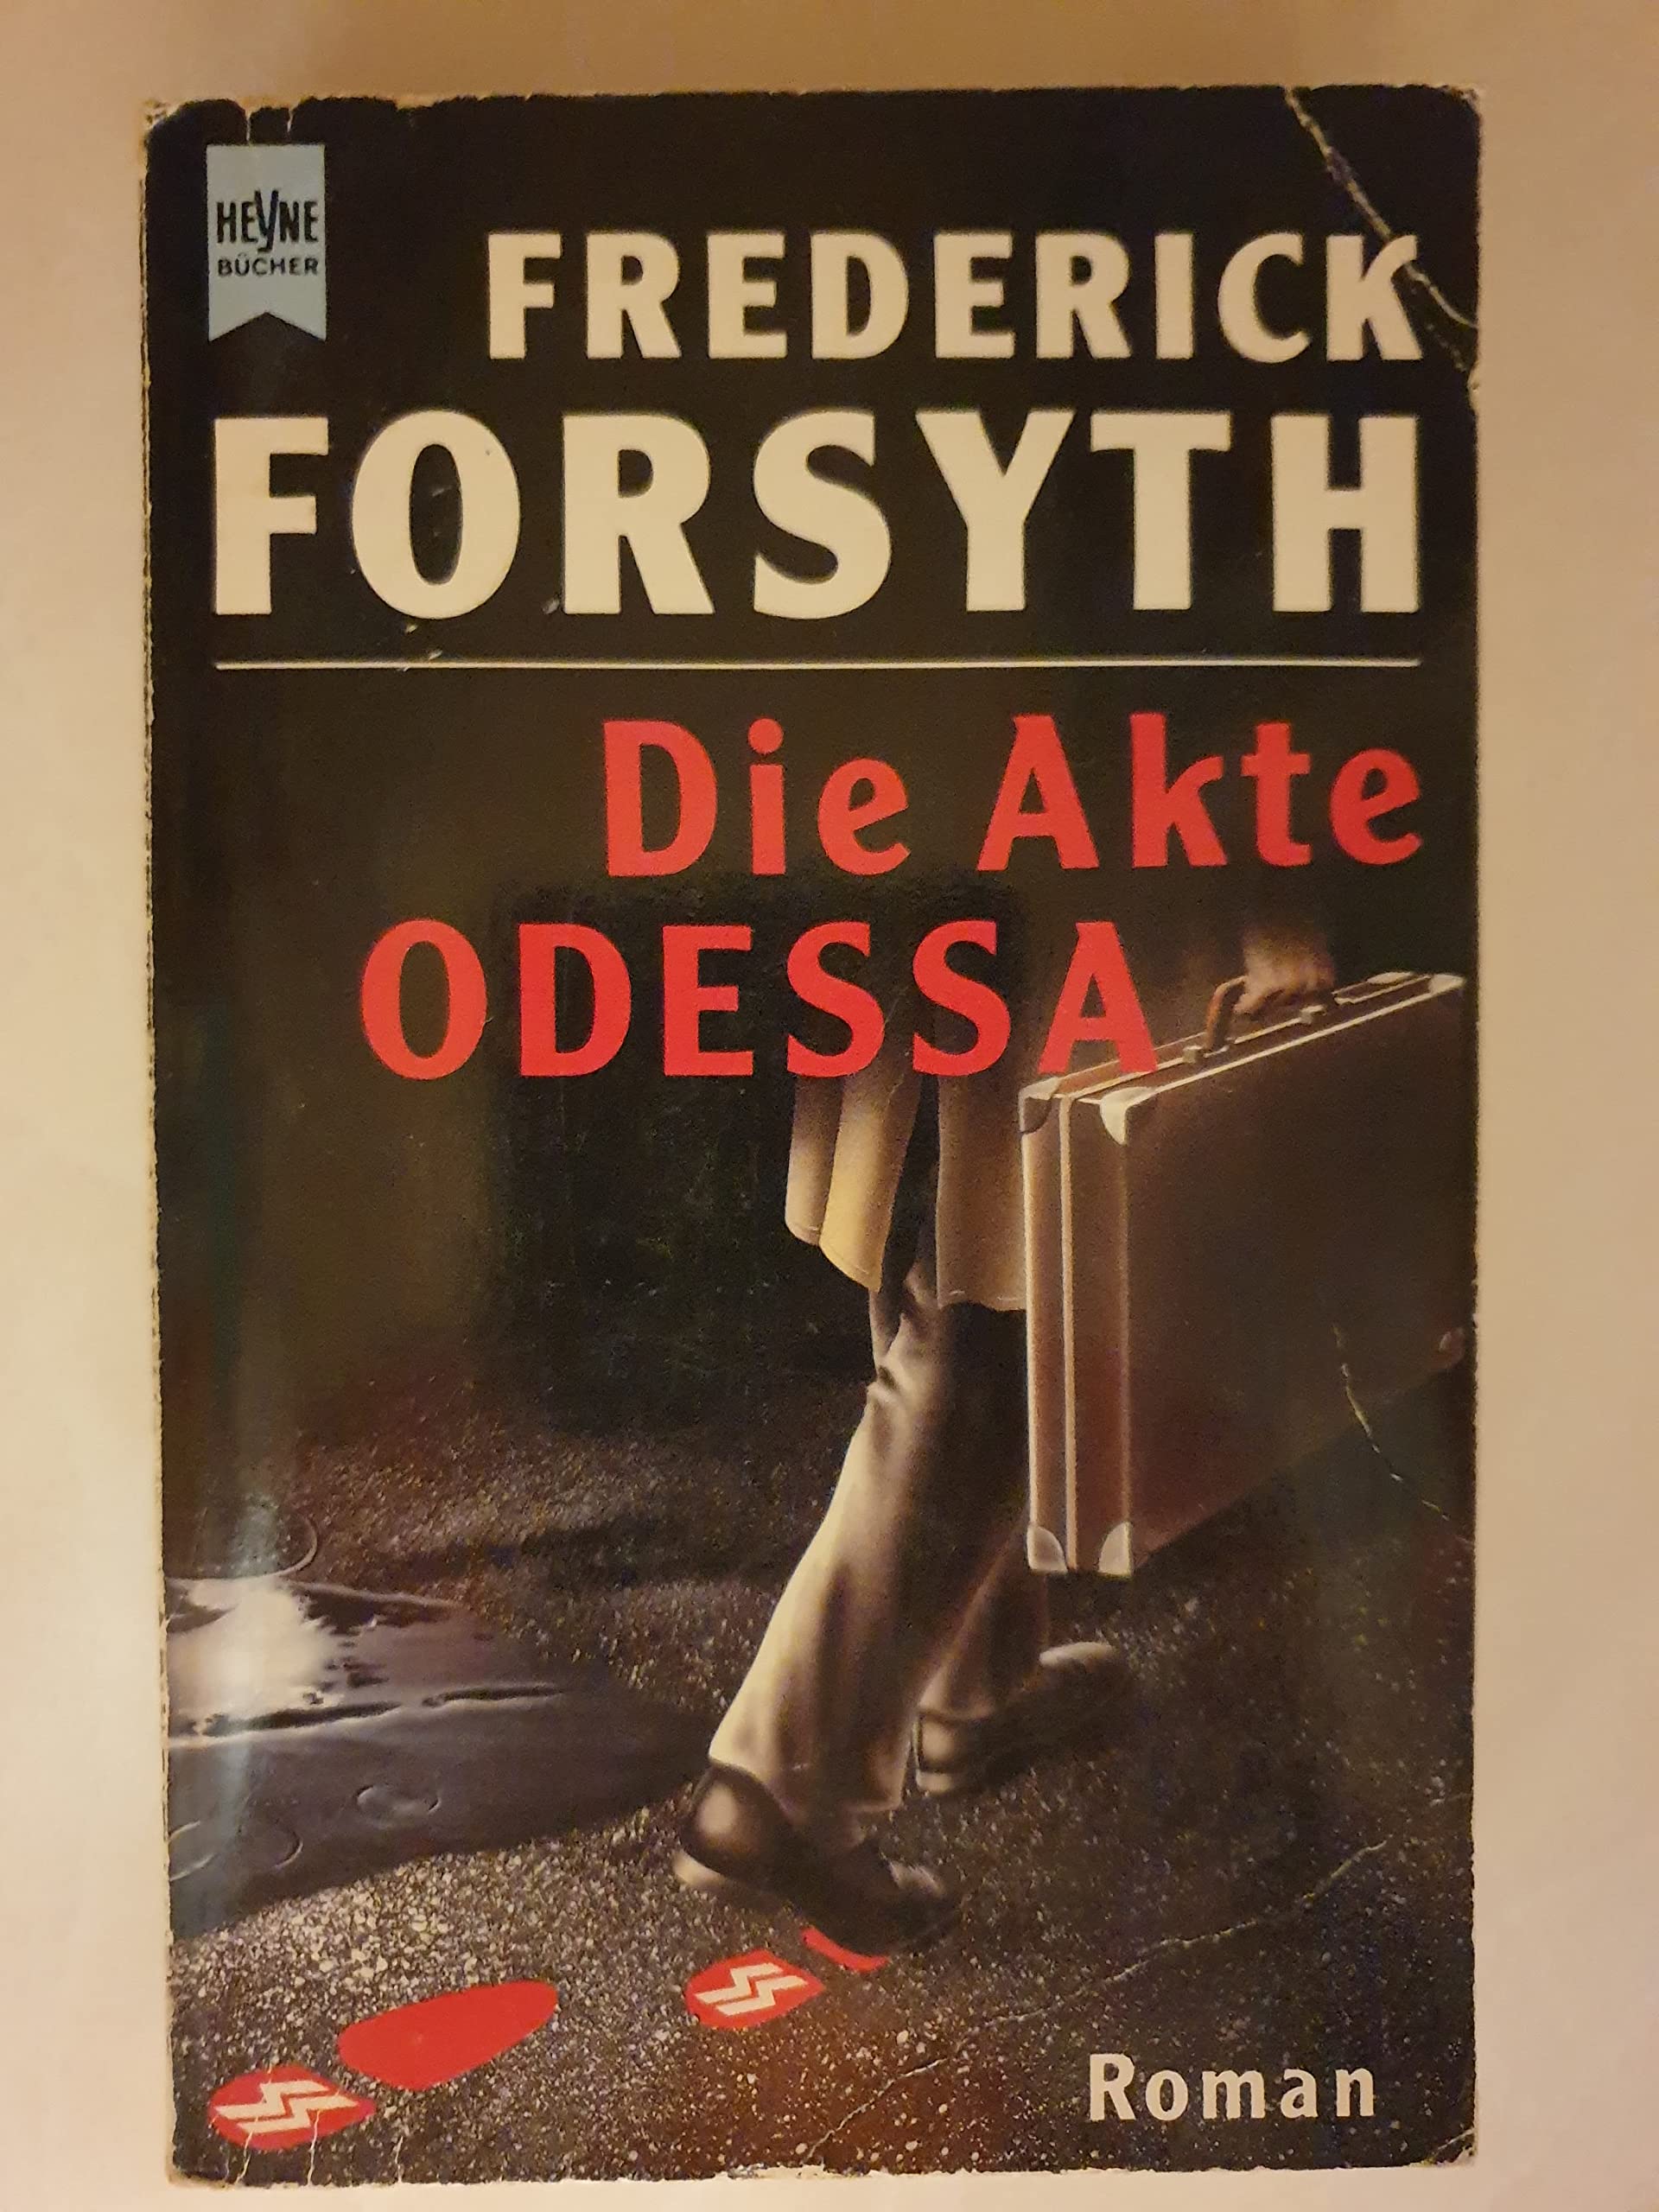 HEYNE
BÜCHER
FREDERICK
FORSYTH
Die Akte
ODESSA
Roman